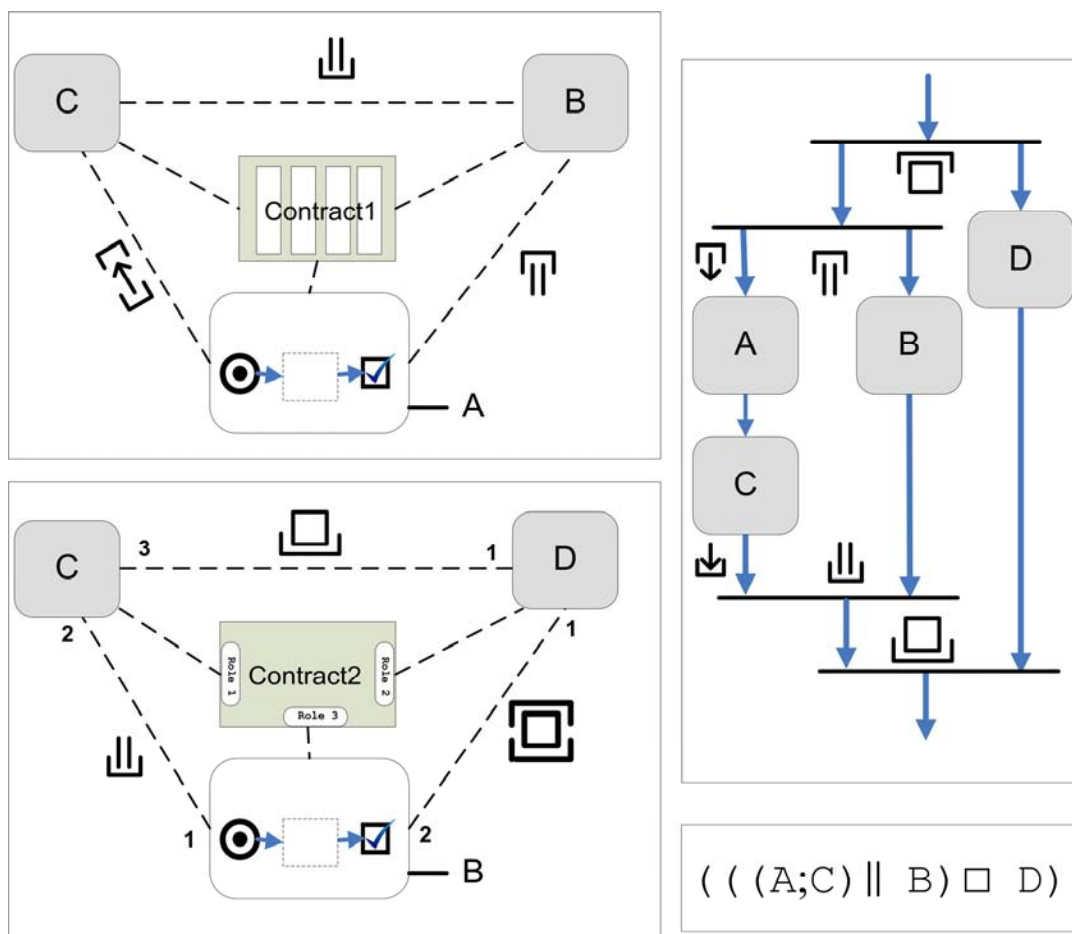 C
B
Contract1
A
C
3
1
D
2
1
Role 1
Contract2
Role 2
Role 3
1
2
B
D
A
B
C
(((A;C)‖ B)□ D)